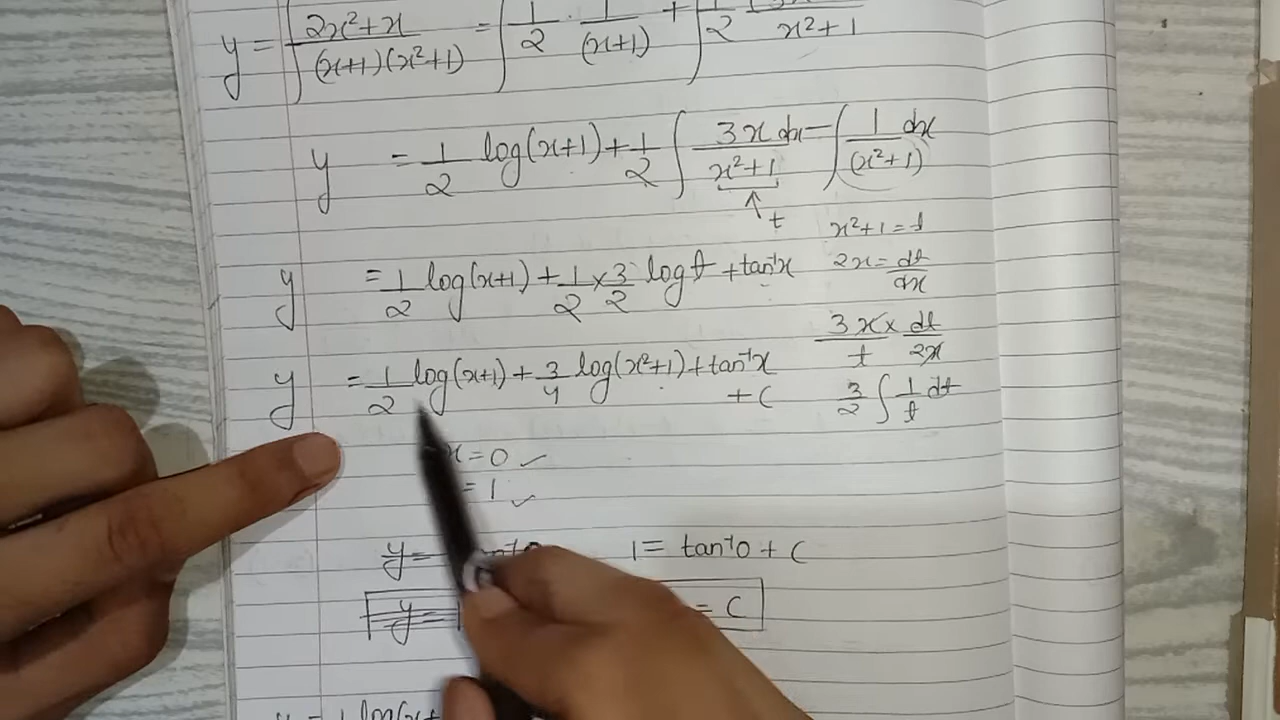 y = ∫ 2x²+x / (x+1)(x²+1) = ∫ 1/2 · 1/(x+1) + ∫ 1/2 x²+1
y = 1/2 log(x+1) + 1/2 ∫ 3x dx / x²+1 − ∫ 1 dx / (x²+1)
↑ t
x²+1 = t
y = 1/2 log(x+1) + 1/2 × 3/2 log t + tan⁻¹x
2x = dt/dx
3x/t × dt/2x
y = 1/2 log(x+1) + 3/4 log(x²+1) + tan⁻¹x
+ C
3/2 ∫ 1/t dt
x = 0 ✓
= 1 ✓
y = 1 = tan⁻¹0 + C
y = = C
y = 1 log(x+